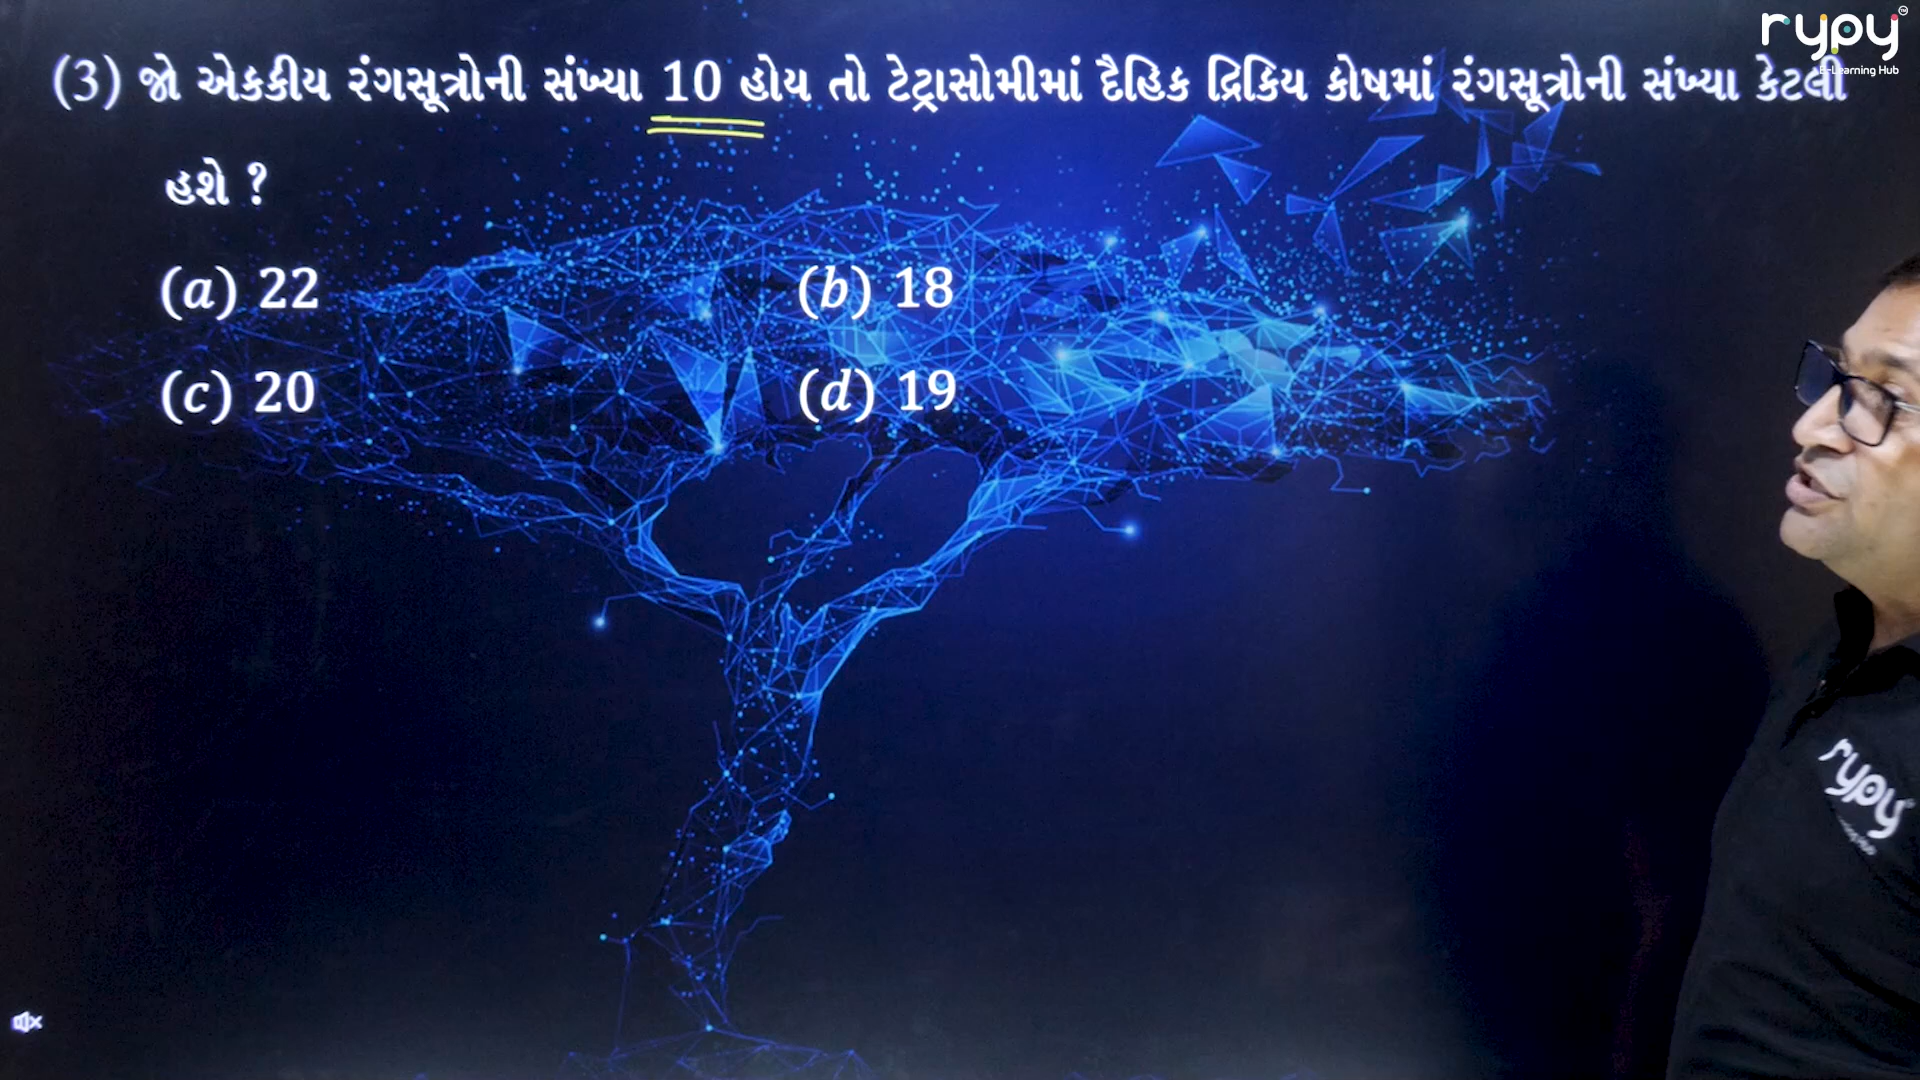 rypy
E-Learning Hub
(3) જો એકકીય રંગસૂત્રોની સંખ્યા 10 હોય તો ટેટ્રાસોમીમાં દૈહિક દ્રિકિય કોષમાં રંગસૂત્રોની સંખ્યા કેટલી
હશે ?
(a) 22 (b) 18
(c) 20 (d) 19
rypy